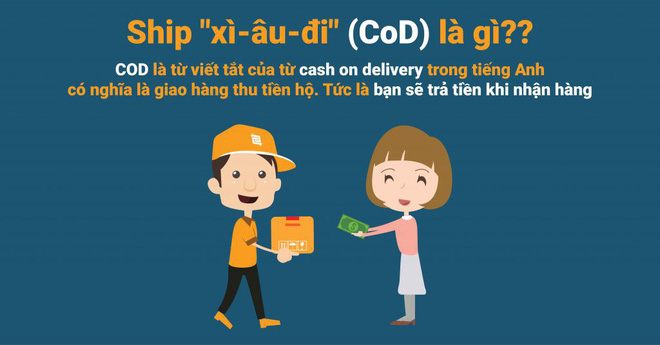 Ship "xì-âu-đi" (CoD) là gì??
COD là từ viết tắt của từ cash on delivery trong tiếng Anh
có nghĩa là giao hàng thu tiền hộ. Tức là bạn sẽ trả tiền khi nhận hàng